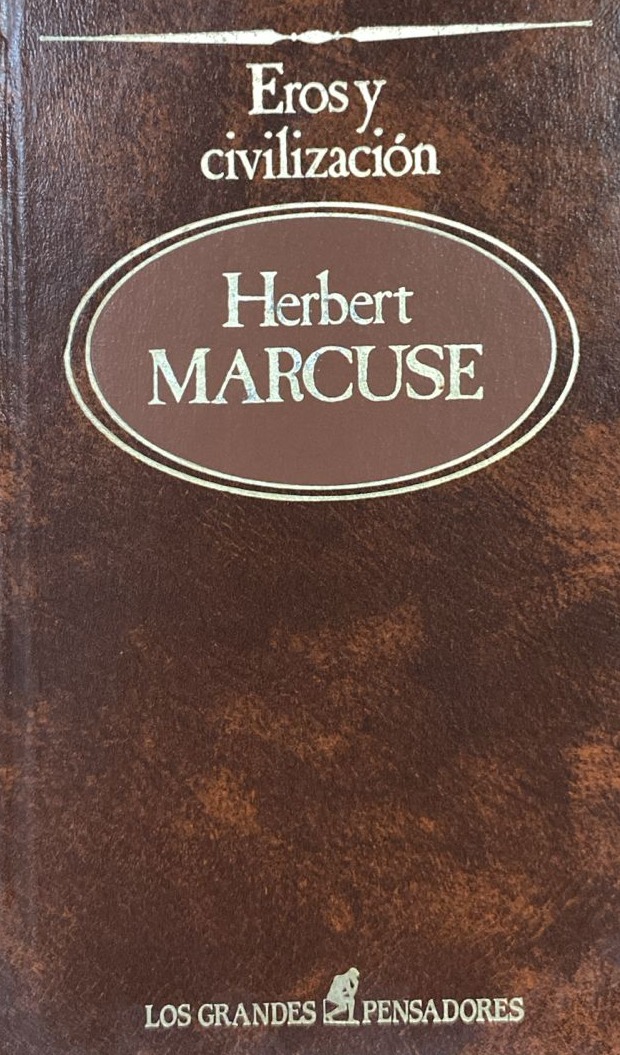 Eros y
civilización
Herbert
MARCUSE
LOS GRANDES PENSADORES